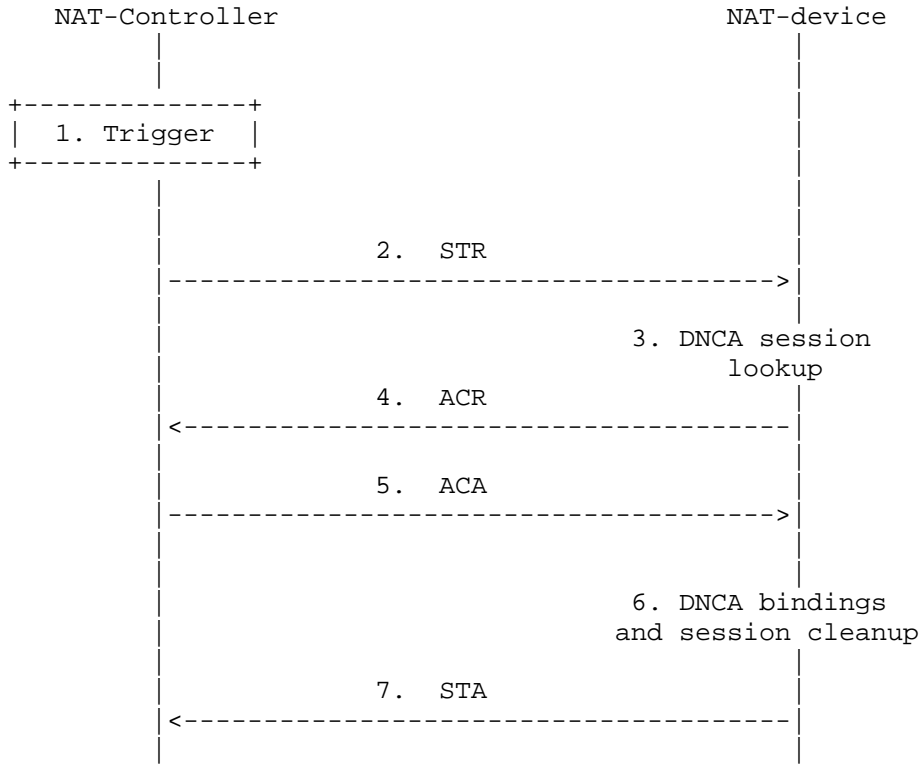 NAT-Controller NAT-device
1. Trigger
2. STR
3. DNCA session
lookup
4. ACR
5. ACA
6. DNCA bindings
and session cleanup
7. STA